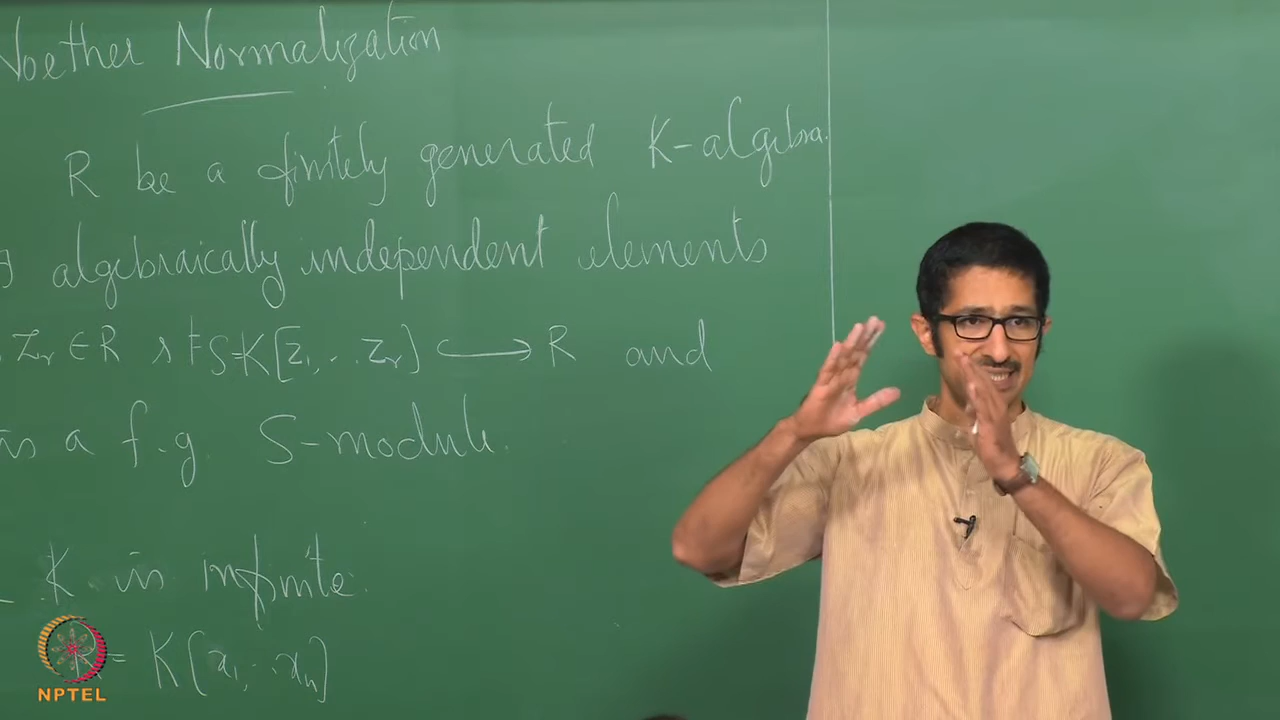 Noether Normalization
R be a finitely generated K-algebra.
∃ algebraically independent elements
Zr ∈ R s.t S=K[Z1, .. Zr] ↪ R and
is a f.g. S-module.
K is infinite.
R = K[x1, .. xn]
NPTEL